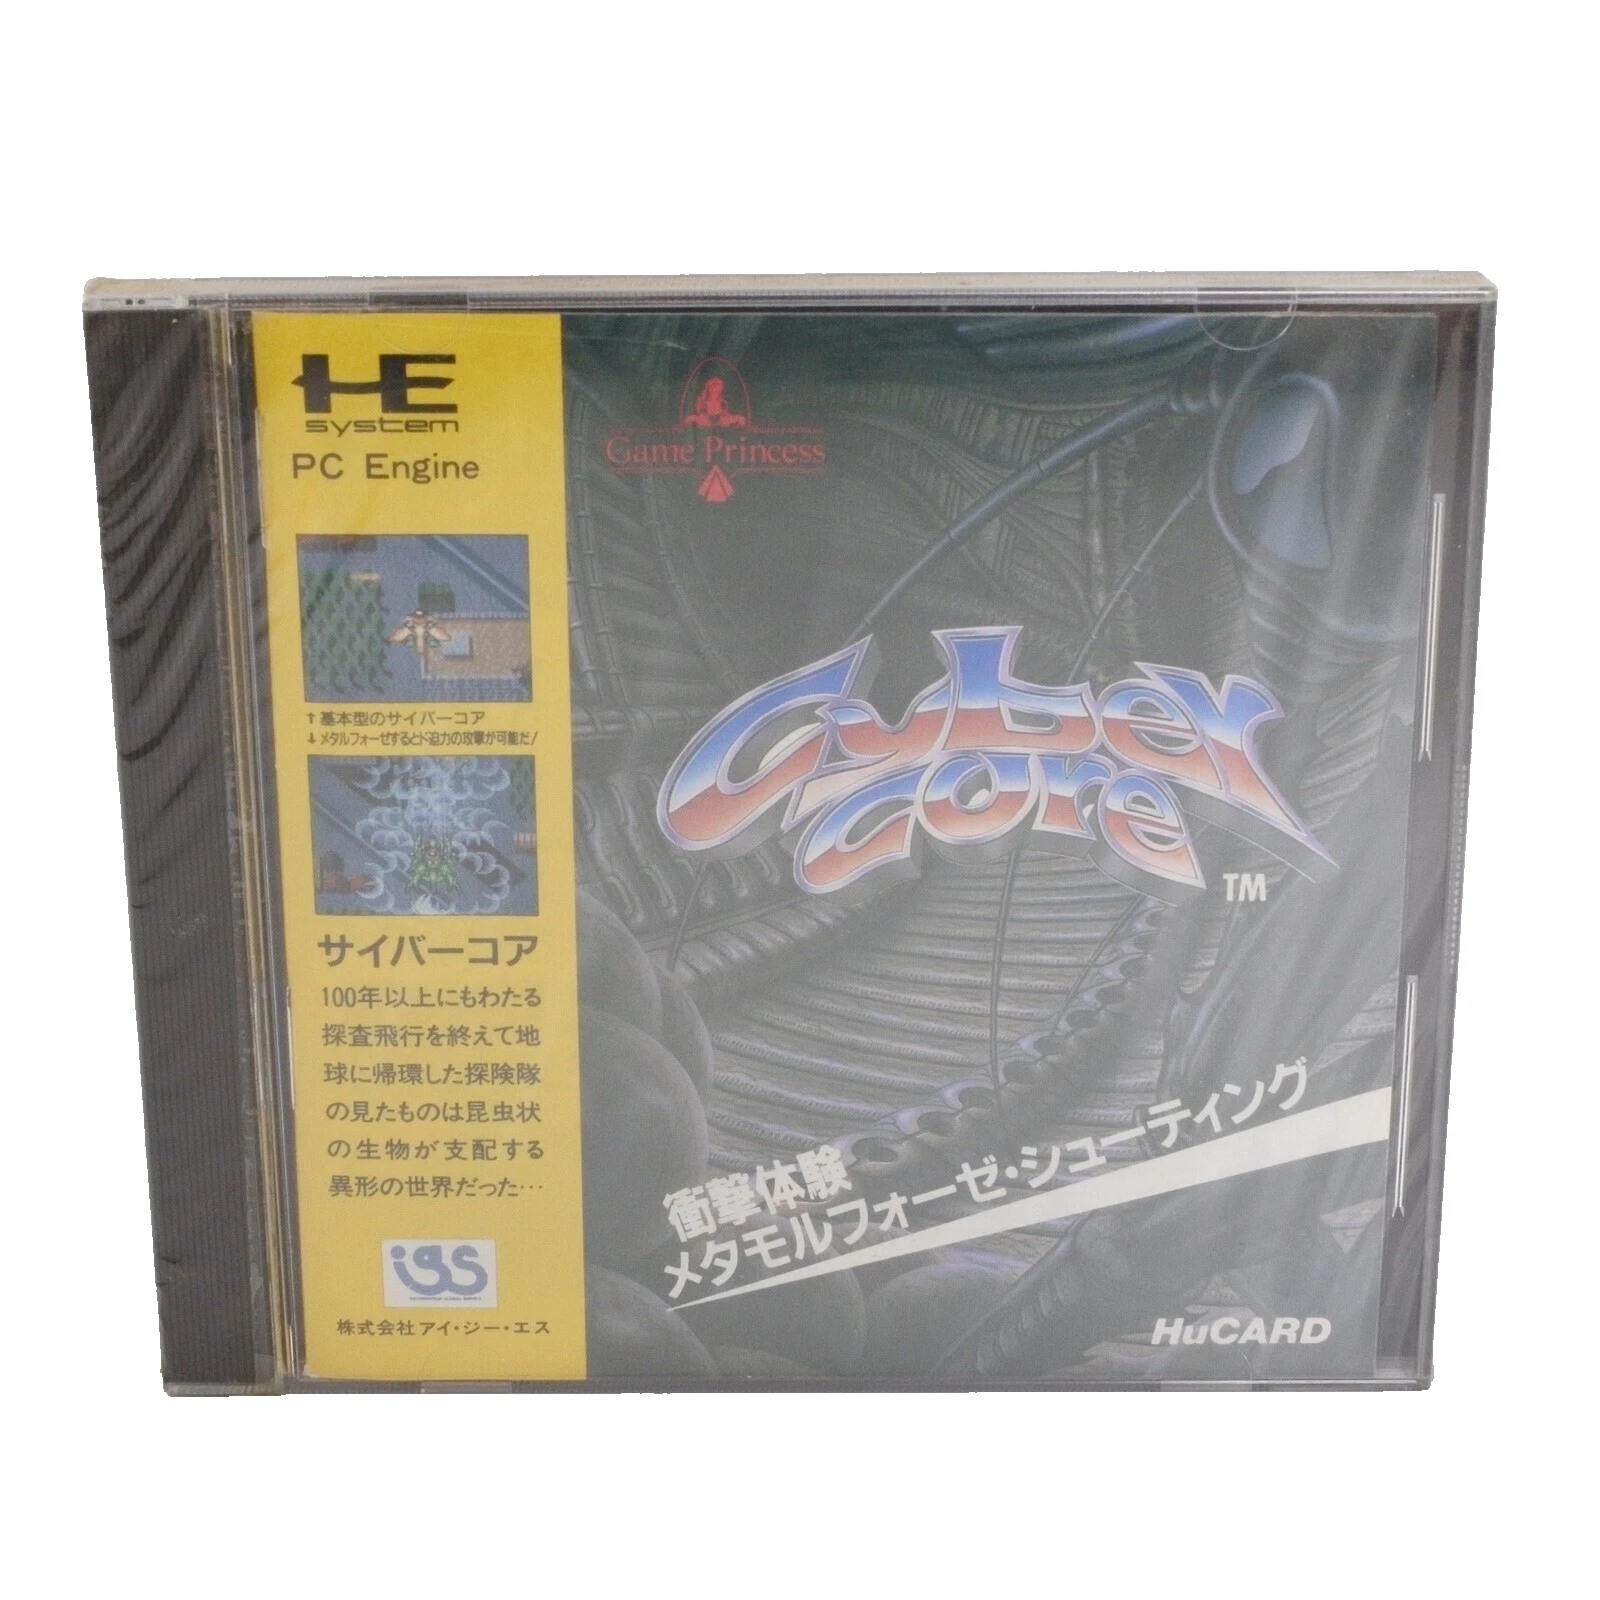 HE
system
PC Engine
↑基本型のサイバーコア
↓メタルフォーゼするとド迫力の攻撃が可能だ!
サイバーコア
100年以上にもわたる
探査飛行を終えて地
球に帰環した探険隊
の見たものは昆虫状
の生物が支配する
異形の世界だった…
igs
株式会社アイ・ジー・エス
Game Princess
Cyber
Core
TM
衝撃体験
メタモルフォーゼ・シューティング
HuCARD